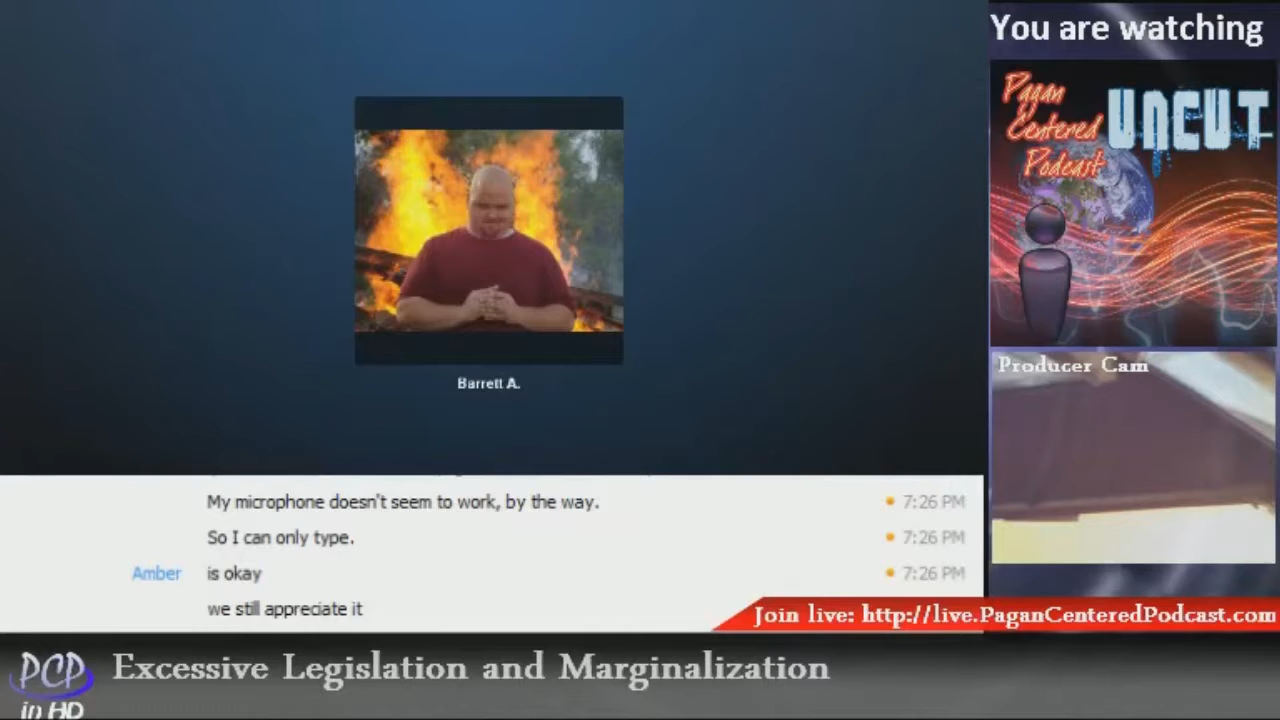 You are watching
Pagan
Centered
Podcast
UNCUT
Producer Cam
Barrett A.
My microphone doesn't seem to work, by the way. 7:26 PM
So I can only type. 7:26 PM
Amber is okay 7:26 PM
we still appreciate it
Join live: http://live.PaganCenteredPodcast.com
PCP
in HD
Excessive Legislation and Marginalization